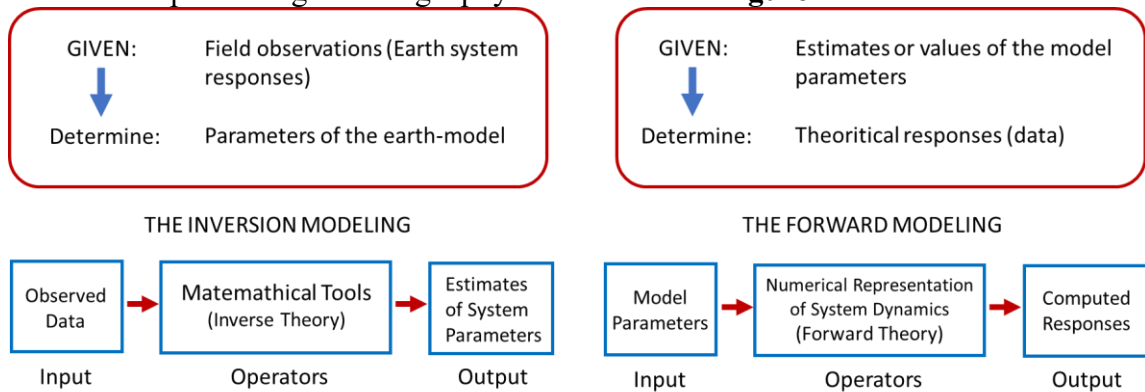 GIVEN: Field observations (Earth system
responses)
Determine: Parameters of the earth-model
THE INVERSION MODELING
Observed
Data
Matemathical Tools
(Inverse Theory)
Estimates
of System
Parameters
Input Operators Output
GIVEN: Estimates or values of the model
parameters
Determine: Theoritical responses (data)
THE FORWARD MODELING
Model
Parameters
Numerical Representation
of System Dynamics
(Forward Theory)
Computed
Responses
Input Operators Output